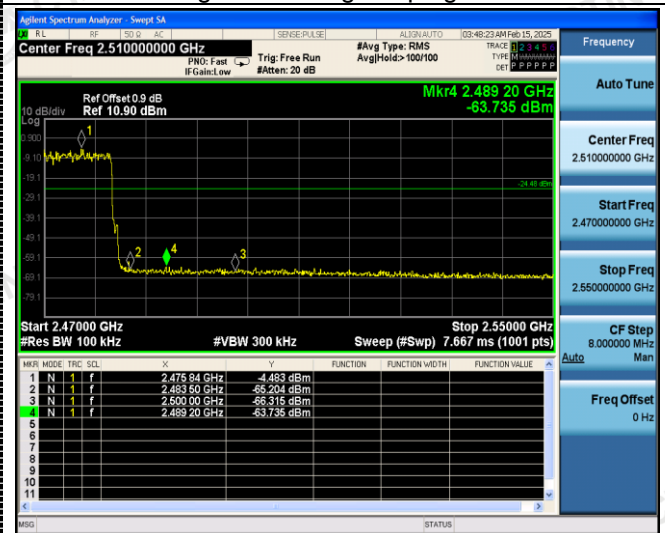 Agilent Spectrum Analyzer - Swept SA
RL RF 50 Ω AC SENSE:PULSE ALIGN AUTO 03:48:23 AM Feb 15, 2025
Center Freq 2.510000000 GHz
PNO: Fast
IFGain:Low
Trig: Free Run
#Atten: 20 dB
#Avg Type: RMS
Avg|Hold:> 100/100
TRACE 1 2 3 4 5 6
TYPE M
DET P P P P P P
Frequency
Auto Tune
Center Freq
2.510000000 GHz
Start Freq
2.470000000 GHz
Stop Freq
2.550000000 GHz
CF Step
8.000000 MHz
Auto Man
Freq Offset
0 Hz
Mkr4 2.489 20 GHz
-63.735 dBm
Ref Offset 0.9 dB
10 dB/div Ref 10.90 dBm
Log
0.900
-9.10
-19.1
-29.1
-39.1
-49.1
-59.1
-69.1
-79.1
1
2
4
3
-24.48 dBm
Start 2.47000 GHz Stop 2.55000 GHz
#Res BW 100 kHz #VBW 300 kHz Sweep (#Swp) 7.667 ms (1001 pts)
MKR MODE TRC SCL X Y FUNCTION FUNCTION WIDTH FUNCTION VALUE
1 N 1 f 2.475 84 GHz -4.483 dBm
2 N 1 f 2.483 50 GHz -65.204 dBm
3 N 1 f 2.500 00 GHz -66.315 dBm
4 N 1 f 2.489 20 GHz -63.735 dBm
5
6
7
8
9
10
11
MSG STATUS